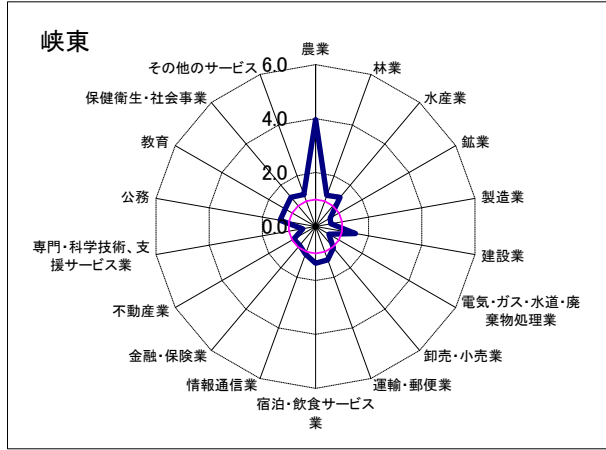 峡東
農業
林業
水産業
鉱業
製造業
建設業
電気・ガス・水道・廃
棄物処理業
卸売・小売業
運輸・郵便業
宿泊・飲食サービス
業
情報通信業
金融・保険業
不動産業
専門・科学技術、支
援サービス業
公務
教育
保健衛生・社会事業
その他のサービス
6.0
4.0
2.0
0.0